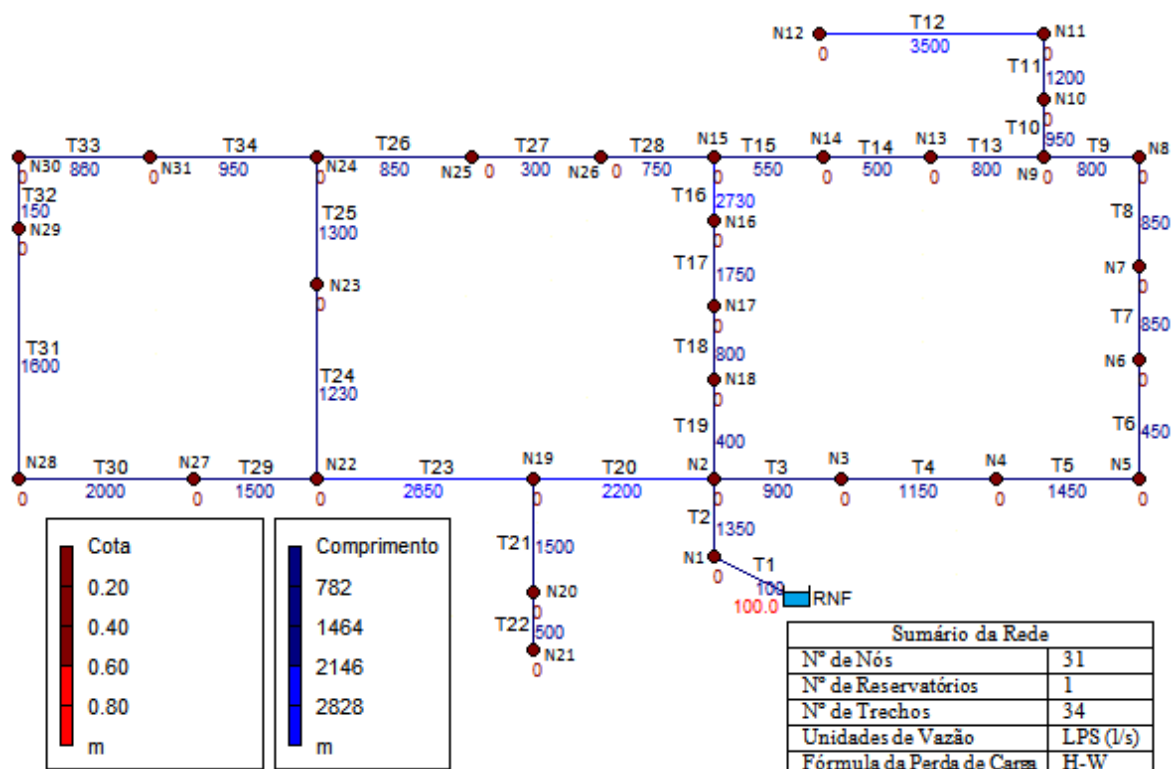 T12
N12
N11
0
3500
0
T11
1200
N10
0
T10
950
T33
T34
T26
T27
T28
N15
T15
N14
T14
N13
T13
T9
N8
N30
860
N31
950
N24
850
N25
300
N26
750
550
500
800
N9
800
0
0
0
0
0
0
0
0
0
0
T32
150
N29
0
T25
1300
T16
2730
N16
0
T8
850
N23
0
T17
1750
N7
0
N17
0
T7
850
T31
1600
T24
1230
T18
800
N6
0
N18
0
T19
400
T6
450
N28
T30
N27
T29
N22
T23
N19
T20
N2
T3
N3
T4
N4
T5
N5
0
2000
0
1500
0
2650
0
2200
0
900
0
1150
0
1450
0
T2
1350
T21
1500
N1
0
T1
100
100.0
RNF
N20
0
T22
500
N21
0
Cota
0.20
0.40
0.60
0.80
m
Comprimento
782
1464
2146
2828
m
Sumário da Rede
Nº de Nós 31
Nº de Reservatórios 1
Nº de Trechos 34
Unidades de Vazão LPS (l/s)
Fórmula da Perda de Carga H-W